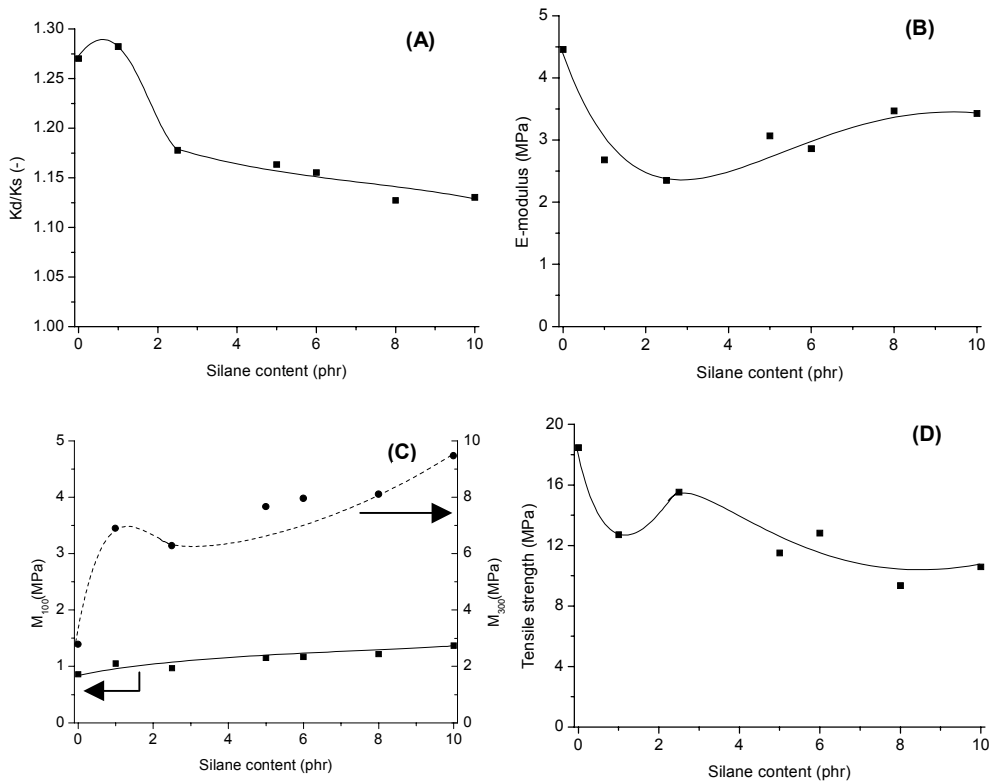 (A)
1.30
1.25
1.20
1.15
1.10
1.05
1.00
Kd/Ks (-)
0 2 4 6 8 10
Silane content (phr)
(B)
5
4
3
2
1
0
E-modulus (MPa)
0 2 4 6 8 10
Silane content (phr)
(C)
5
4
3
2
1
0
M100(MPa)
10
8
6
4
2
0
M300(MPa)
0 2 4 6 8 10
Silane content (phr)
(D)
20
18
16
12
9
6
3
0
Tensile strength (MPa)
0 2 4 6 8 10
Silane content (phr)